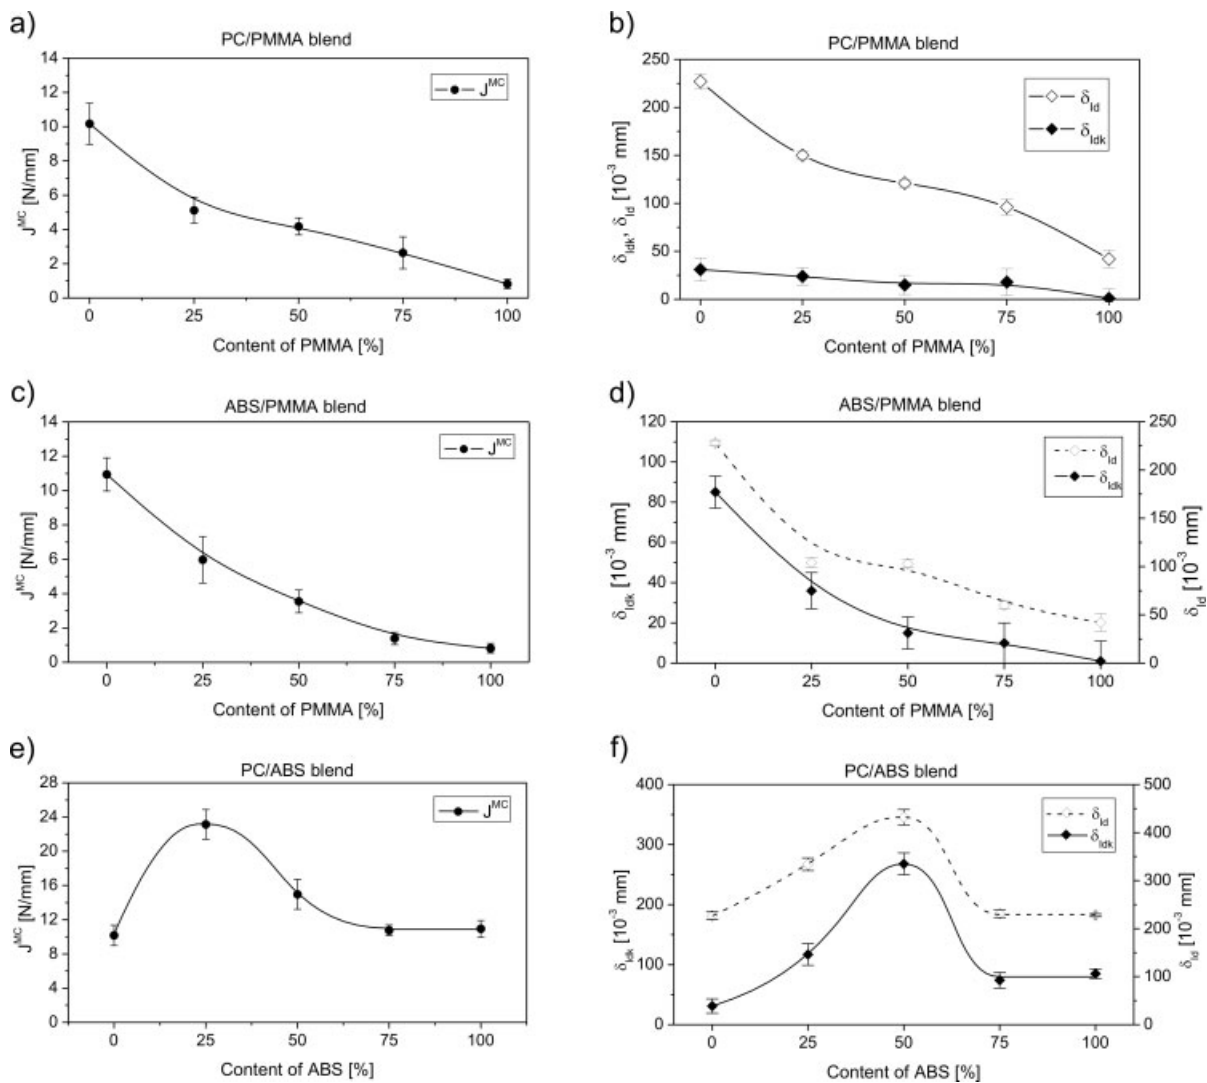 a)
PC/PMMA blend
14
12
10
8
6
4
2
0
J^MC [N/mm]
J^MC
0 25 50 75 100
Content of PMMA [%]
b)
PC/PMMA blend
250
200
150
100
50
0
δ_Idk, δ_Id [10^-3 mm]
δ_Id
δ_Idk
0 25 50 75 100
Content of PMMA [%]
c)
ABS/PMMA blend
14
12
10
8
6
4
2
0
J^MC [N/mm]
J^MC
0 25 50 75 100
Content of PMMA [%]
d)
ABS/PMMA blend
120
100
80
60
40
20
0
δ_Idk [10^-3 mm]
δ_Id
δ_Idk
250
200
150
100
50
0
δ_Id [10^-3 mm]
0 25 50 75 100
Content of PMMA [%]
e)
PC/ABS blend
28
24
20
16
12
8
4
0
J^MC [N/mm]
J^MC
0 25 50 75 100
Content of ABS [%]
f)
PC/ABS blend
400
350
300
250
200
150
100
50
0
δ_Idk [10^-3 mm]
δ_Id
δ_Idk
500
400
300
200
100
0
δ_Id [10^-3 mm]
0 25 50 75 100
Content of ABS [%]